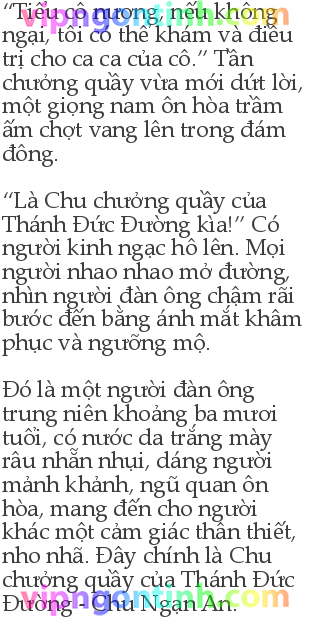 “Tiểu cô nương, nếu không
ngại, tôi có thể khám và điều
trị cho ca ca của cô.” Tần
chưởng quầy vừa mới dứt lời,
một giọng nam ôn hòa trầm
ấm chợt vang lên trong đám
đông.
“Là Chu chưởng quầy của
Thánh Đức Đường kìa!” Có
người kinh ngạc hô lên. Mọi
người nhao nhao mở đường,
nhìn người đàn ông chậm rãi
bước đến bằng ánh mắt khâm
phục và ngưỡng mộ.
Đó là một người đàn ông
trung niên khoảng ba mươi
tuổi, có nước da trắng mày
râu nhẵn nhụi, dáng người
mảnh khảnh, ngũ quan ôn
hòa, mang đến cho người
khác một cảm giác thân thiết,
nho nhã. Đây chính là Chu
chưởng quầy của Thánh Đức
Đường - Chu Ngạn An.
vipngontinh.com
vipngontinh.com